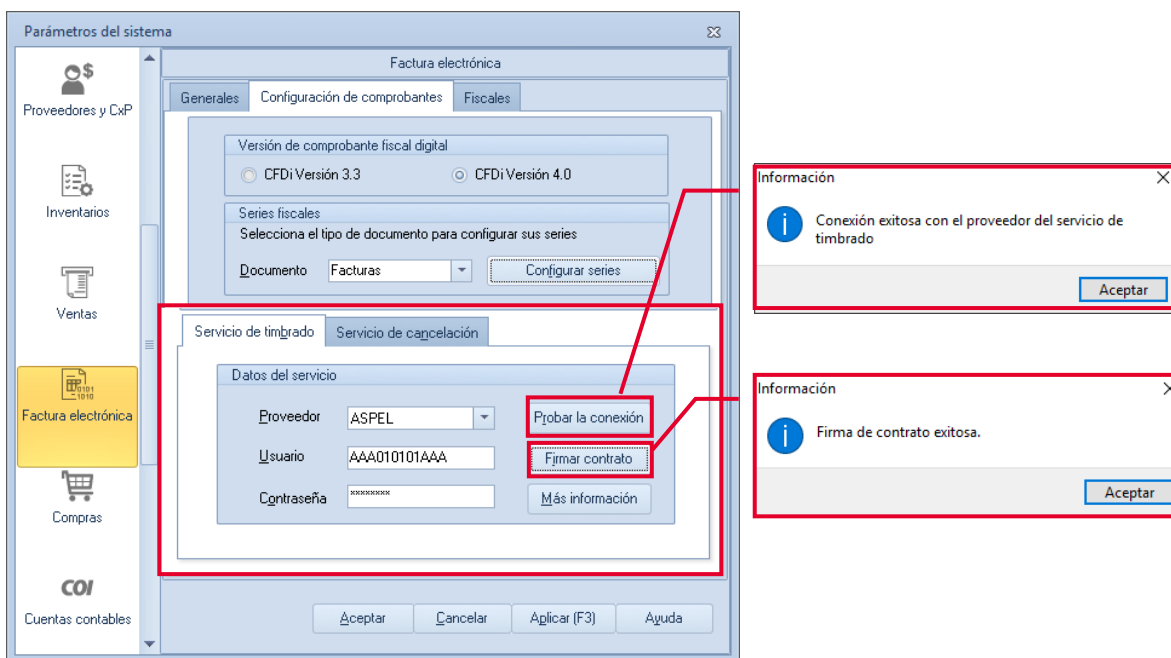 Parámetros del sistema
Proveedores y CxP
Inventarios
Ventas
0101
1010
Factura electrónica
Compras
COI
Cuentas contables
Factura electrónica
Generales
Configuración de comprobantes
Fiscales
Versión de comprobante fiscal digital
CFDi Versión 3.3
CFDi Versión 4.0
Series fiscales
Selecciona el tipo de documento para configurar sus series
Documento
Facturas
Configurar series
Servicio de timbrado
Servicio de cancelación
Datos del servicio
Proveedor
ASPEL
Probar la conexión
Usuario
AAA010101AAA
Firmar contrato
Contraseña
********
Más información
Aceptar
Cancelar
Aplicar (F3)
Ayuda
Información
Conexión exitosa con el proveedor del servicio de
timbrado
Aceptar
Información
Firma de contrato exitosa.
Aceptar